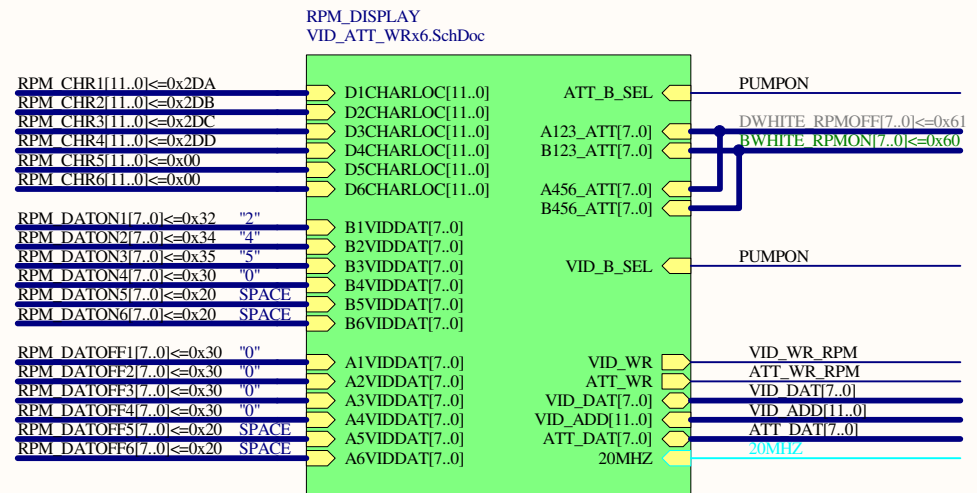 RPM_DISPLAY
VID_ATT_WRx6.SchDoc
RPM_CHR1[11..0]<=0x2DA
RPM_CHR2[11..0]<=0x2DB
RPM_CHR3[11..0]<=0x2DC
RPM_CHR4[11..0]<=0x2DD
RPM_CHR5[11..0]<=0x00
RPM_CHR6[11..0]<=0x00
RPM_DATON1[7..0]<=0x32 "2"
RPM_DATON2[7..0]<=0x34 "4"
RPM_DATON3[7..0]<=0x35 "5"
RPM_DATON4[7..0]<=0x30 "0"
RPM_DATON5[7..0]<=0x20 SPACE
RPM_DATON6[7..0]<=0x20 SPACE
RPM_DATOFF1[7..0]<=0x30 "0"
RPM_DATOFF2[7..0]<=0x30 "0"
RPM_DATOFF3[7..0]<=0x30 "0"
RPM_DATOFF4[7..0]<=0x30 "0"
RPM_DATOFF5[7..0]<=0x20 SPACE
RPM_DATOFF6[7..0]<=0x20 SPACE
D1CHARLOC[11..0]
D2CHARLOC[11..0]
D3CHARLOC[11..0]
D4CHARLOC[11..0]
D5CHARLOC[11..0]
D6CHARLOC[11..0]
B1VIDDAT[7..0]
B2VIDDAT[7..0]
B3VIDDAT[7..0]
B4VIDDAT[7..0]
B5VIDDAT[7..0]
B6VIDDAT[7..0]
A1VIDDAT[7..0]
A2VIDDAT[7..0]
A3VIDDAT[7..0]
A4VIDDAT[7..0]
A5VIDDAT[7..0]
A6VIDDAT[7..0]
ATT_B_SEL
A123_ATT[7..0]
B123_ATT[7..0]
A456_ATT[7..0]
B456_ATT[7..0]
VID_B_SEL
VID_WR
ATT_WR
VID_DAT[7..0]
VID_ADD[11..0]
ATT_DAT[7..0]
20MHZ
PUMPON
DWHITE_RPMOFF[7..0]<=0x61
BWHITE_RPMON[7..0]<=0x60
PUMPON
VID_WR_RPM
ATT_WR_RPM
VID_DAT[7..0]
VID_ADD[11..0]
ATT_DAT[7..0]
20MHZ